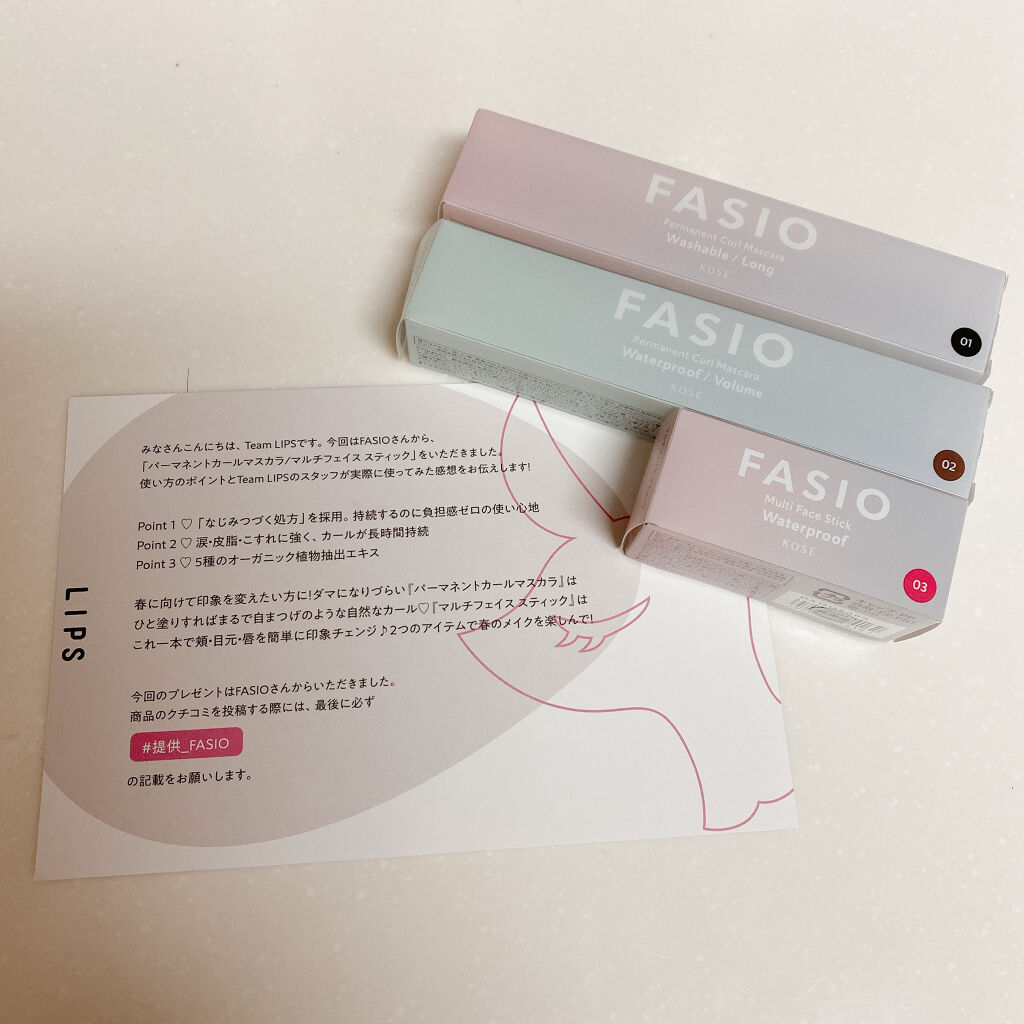 FASIO
Permanent Curl Mascara
Washable / Long
KOSÉ
01
FASIO
Permanent Curl Mascara
Waterproof / Volume
KOSÉ
02
FASIO
Multi Face Stick
Waterproof
KOSÉ
03
みなさんこんにちは、Team LIPSです。今回はFASIOさんから、
「パーマネントカールマスカラ/マルチフェイス スティック」をいただきました。
使い方のポイントとTeam LIPSのスタッフが実際に使ってみた感想をお伝えします!
Point 1 ♡ 「なじみつづく処方」を採用。持続するのに負担感ゼロの使い心地
Point 2 ♡ 涙・皮脂・こすれに強く、カールが長時間持続
Point 3 ♡ 5種のオーガニック植物抽出エキス
春に向けて印象を変えたい方に!ダマになりづらい『パーマネントカールマスカラ』は
ひと塗りすればまるで自まつげのような自然なカール♡『マルチフェイス スティック』は
これ一本で頬・目元・唇を簡単に印象チェンジ♪2つのアイテムで春のメイクを楽しんで!
今回のプレゼントはFASIOさんからいただきました。
商品のクチコミを投稿する際には、最後に必ず
#提供_FASIO
の記載をお願いします。
LIPS